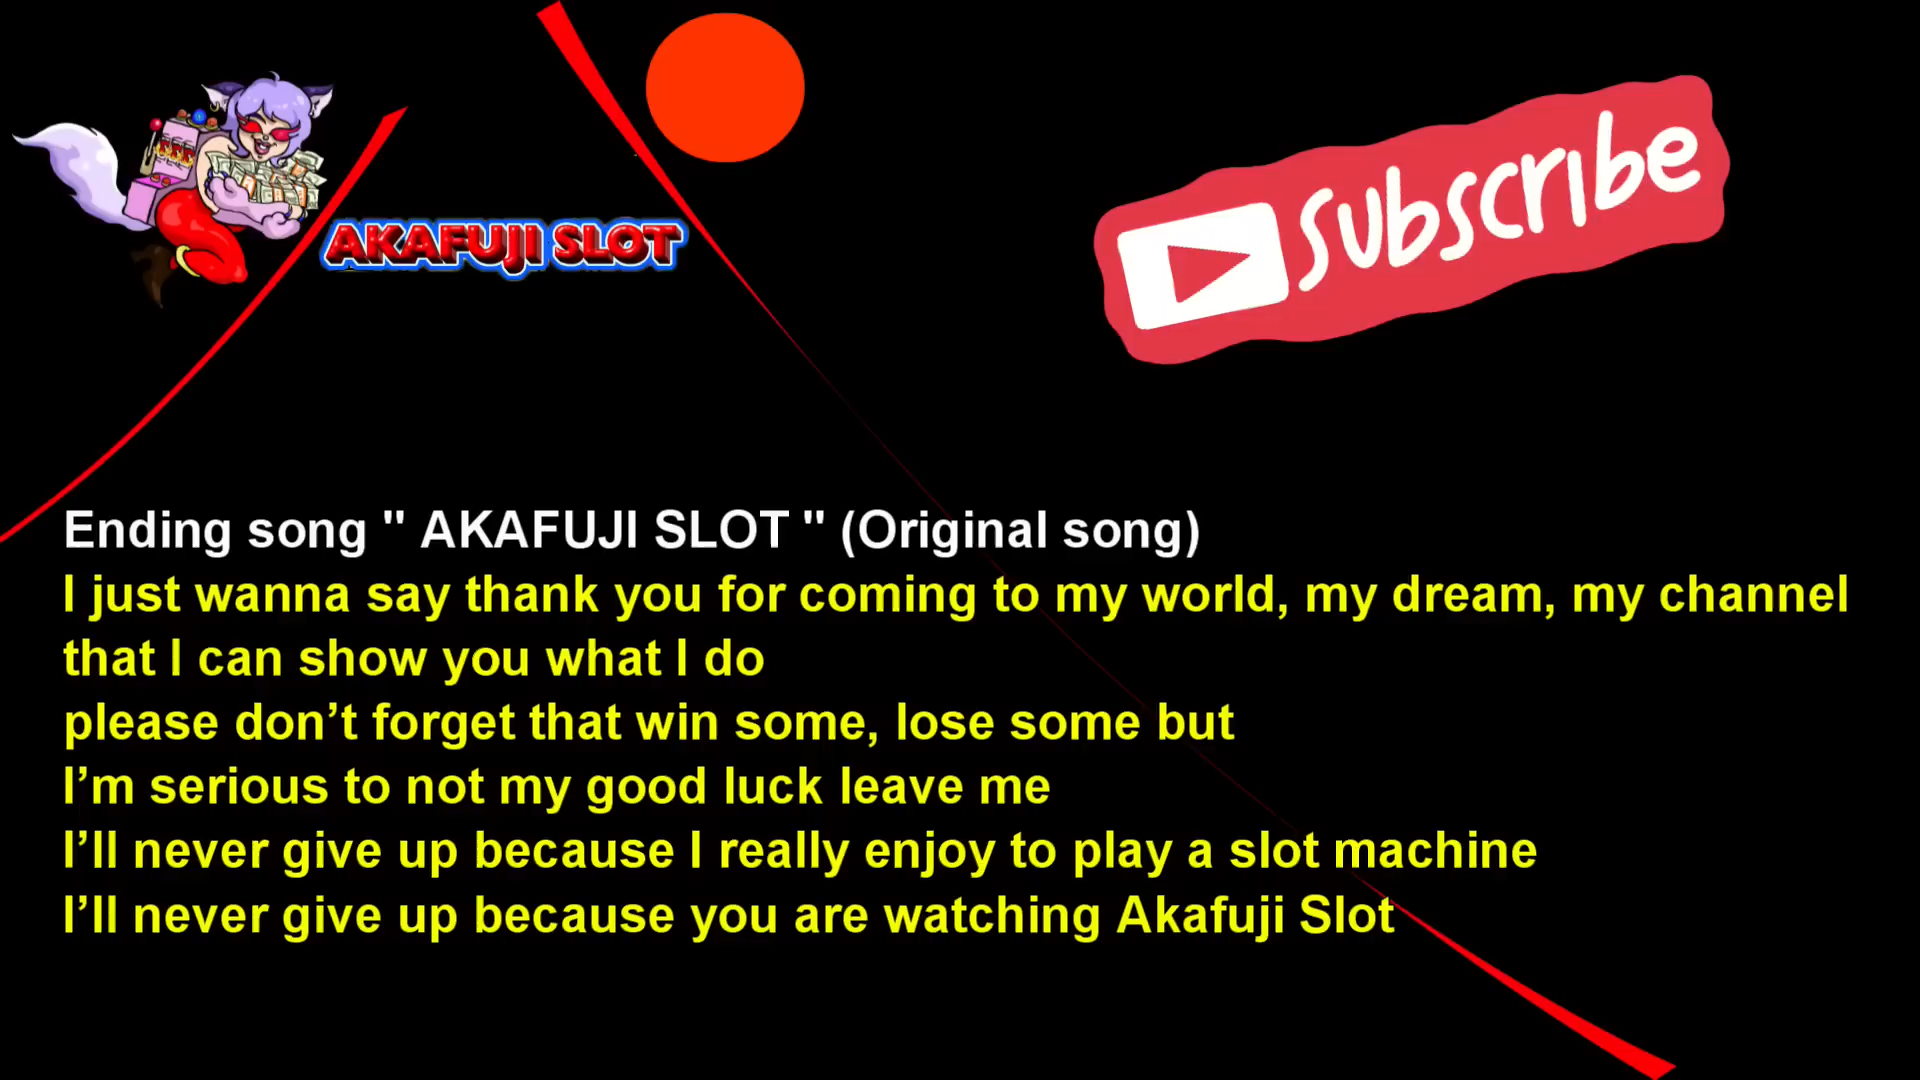 AKAFUJI SLOT
Subscribe
Ending song " AKAFUJI SLOT " (Original song)
I just wanna say thank you for coming to my world, my dream, my channel
that I can show you what I do
please don’t forget that win some, lose some but
I’m serious to not my good luck leave me
I’ll never give up because I really enjoy to play a slot machine
I’ll never give up because you are watching Akafuji Slot